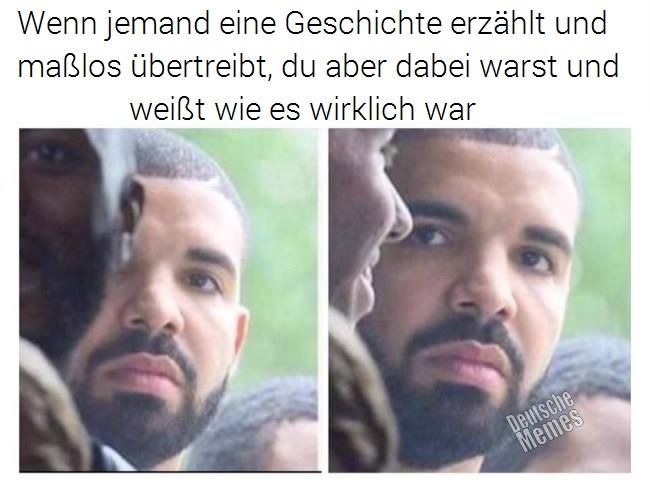 Wenn jemand eine Geschichte erzählt und
maßlos übertreibt, du aber dabei warst und
weißt wie es wirklich war
Deutsche
Memes